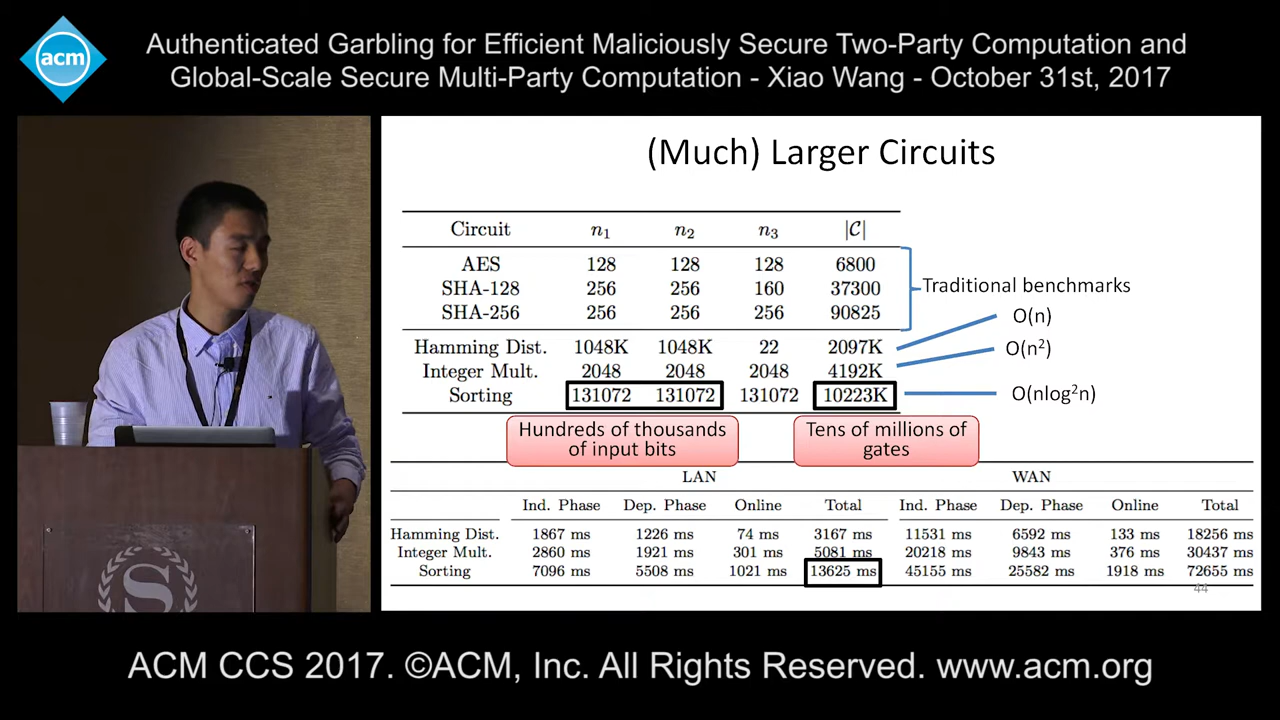 acm
Authenticated Garbling for Efficient Maliciously Secure Two-Party Computation and
Global-Scale Secure Multi-Party Computation - Xiao Wang - October 31st, 2017
(Much) Larger Circuits
Circuit n₁ n₂ n₃ |𝒞|
AES 128 128 128 6800
SHA-128 256 256 160 37300
SHA-256 256 256 256 90825
Traditional benchmarks
Hamming Dist. 1048K 1048K 22 2097K
O(n)
Integer Mult. 2048 2048 2048 4192K
O(n²)
Sorting 131072 131072 131072 10223K
O(nlog²n)
Hundreds of thousands
of input bits
Tens of millions of
gates
LAN WAN
Ind. Phase Dep. Phase Online Total Ind. Phase Dep. Phase Online Total
Hamming Dist. 1867 ms 1226 ms 74 ms 3167 ms 11531 ms 6592 ms 133 ms 18256 ms
Integer Mult. 2860 ms 1921 ms 301 ms 5081 ms 20218 ms 9843 ms 376 ms 30437 ms
Sorting 7096 ms 5508 ms 1021 ms 13625 ms 45155 ms 25582 ms 1918 ms 72655 ms
44
S
ACM CCS 2017. ©ACM, Inc. All Rights Reserved. www.acm.org